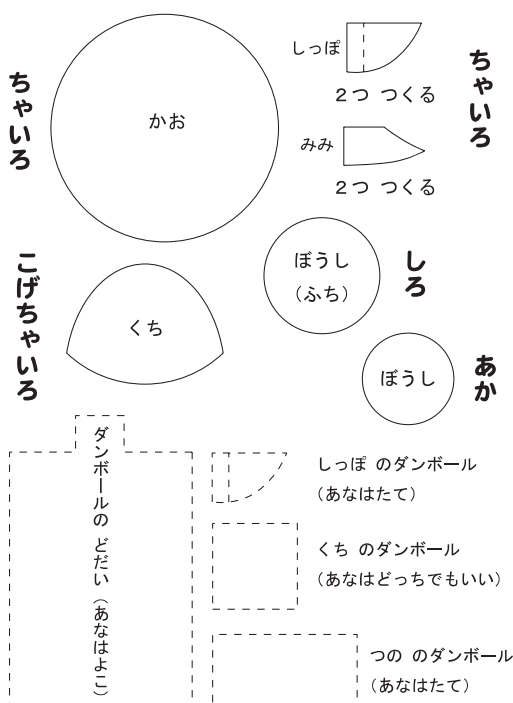 ちゃいろ
かお
しっぽ
2つ つくる
みみ
2つ つくる
ちゃいろ
こげちゃいろ
くち
ぼうし
（ふち）
しろ
ぼうし
あか
ダンボールの どだい（あなはよこ）
しっぽ のダンボール
（あなはたて）
くち のダンボール
（あなはどっちでもいい）
つの のダンボール
（あなはたて）